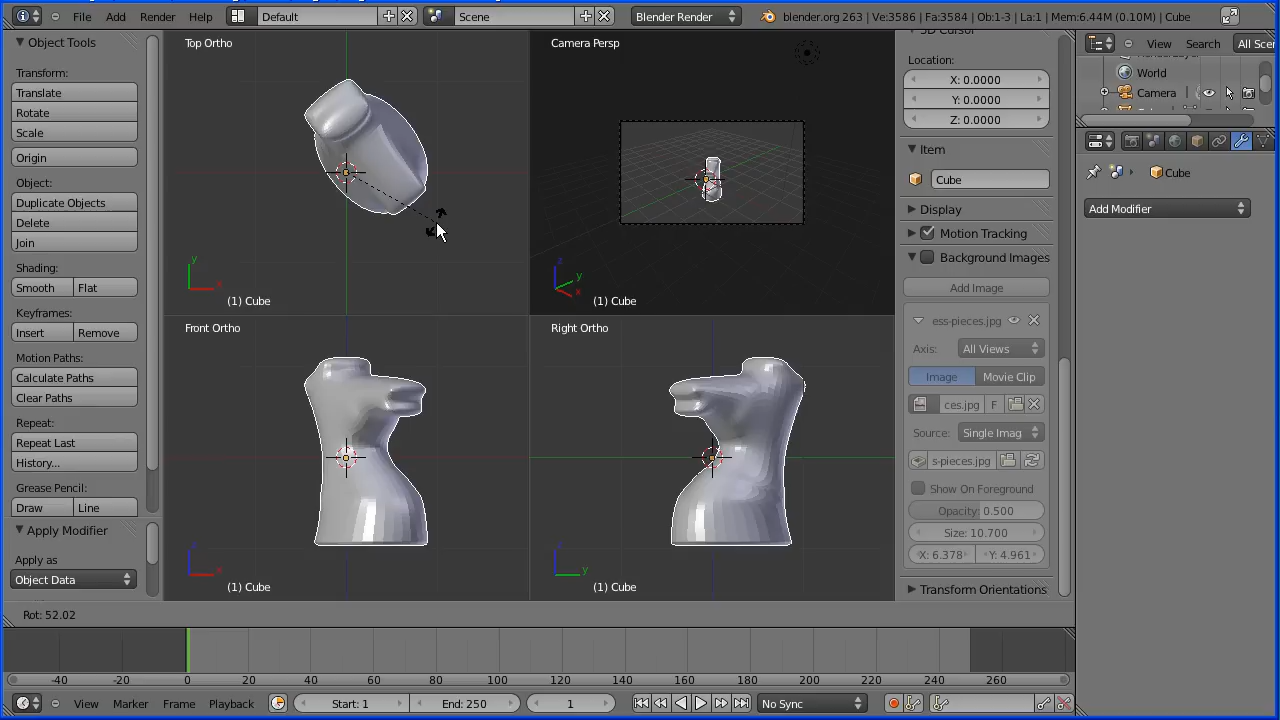 File Add Render Help Default Scene Blender Render blender.org 263 | Ve:3586 | Fa:3584 | Ob:1-3 | La:1 | Mem:6.44M (0.10M) | Cube
Object Tools
Transform:
Translate
Rotate
Scale
Origin
Object:
Duplicate Objects
Delete
Join
Shading:
Smooth Flat
Keyframes:
Insert Remove
Motion Paths:
Calculate Paths
Clear Paths
Repeat:
Repeat Last
History...
Grease Pencil:
Draw Line
Apply Modifier
Apply as
Object Data
Top Ortho
y
x
(1) Cube
Camera Persp
z
y
x
(1) Cube
Front Ortho
z
x
(1) Cube
Right Ortho
z
y
(1) Cube
3D Cursor
Location:
X: 0.0000
Y: 0.0000
Z: 0.0000
Item
Cube
Display
Motion Tracking
Background Images
Add Image
ess-pieces.jpg
Axis: All Views
Image Movie Clip
ces.jpg F
Source: Single Imag
s-pieces.jpg
Show On Foreground
Opacity: 0.500
Size: 10.700
X: 6.378 Y: 4.961
Transform Orientations
View Search All Sce
World
Camera
Cube
Add Modifier
Rot: 52.02
-40 -20 0 20 40 60 80 100 120 140 160 180 200 220 240 260
View Marker Frame Playback Start: 1 End: 250 1 No Sync